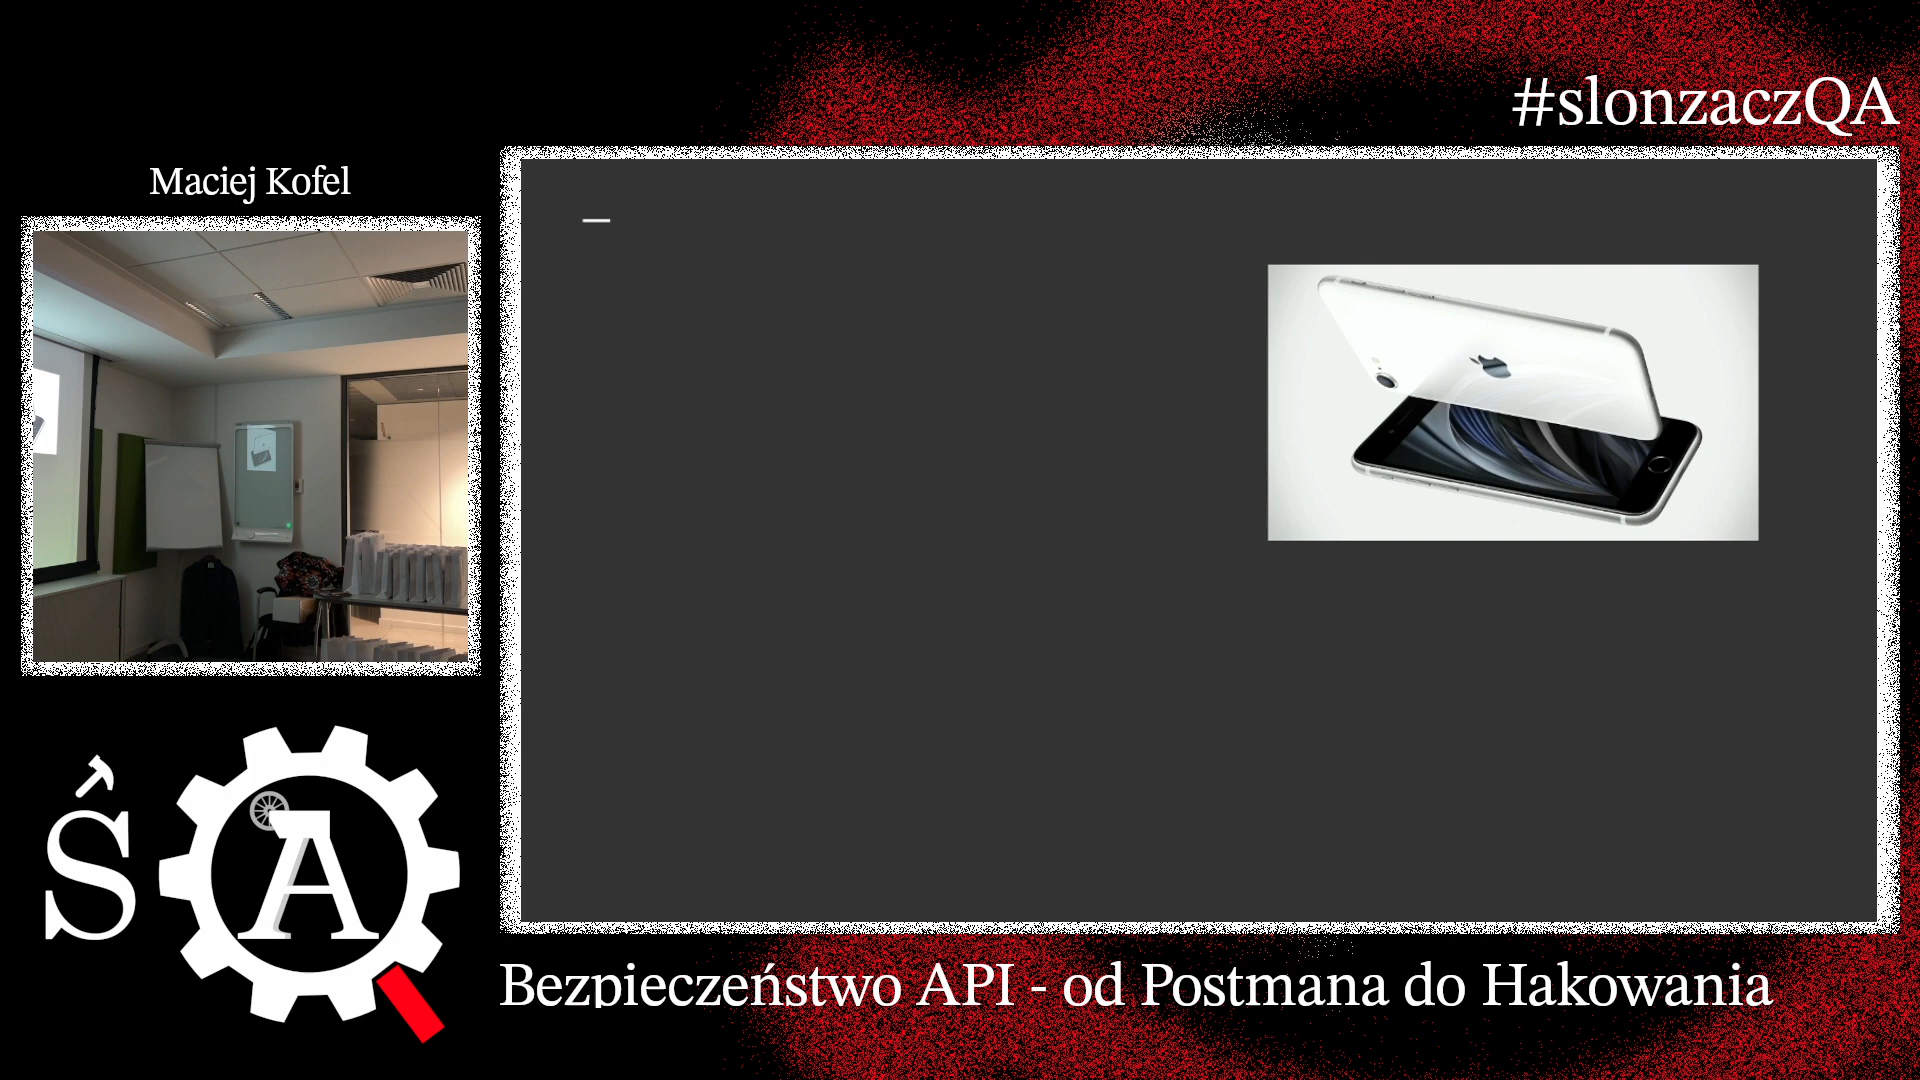 #slonzaczQA
Maciej Kofel
ŚQA
Bezpieczeństwo API - od Postmana do Hakowania